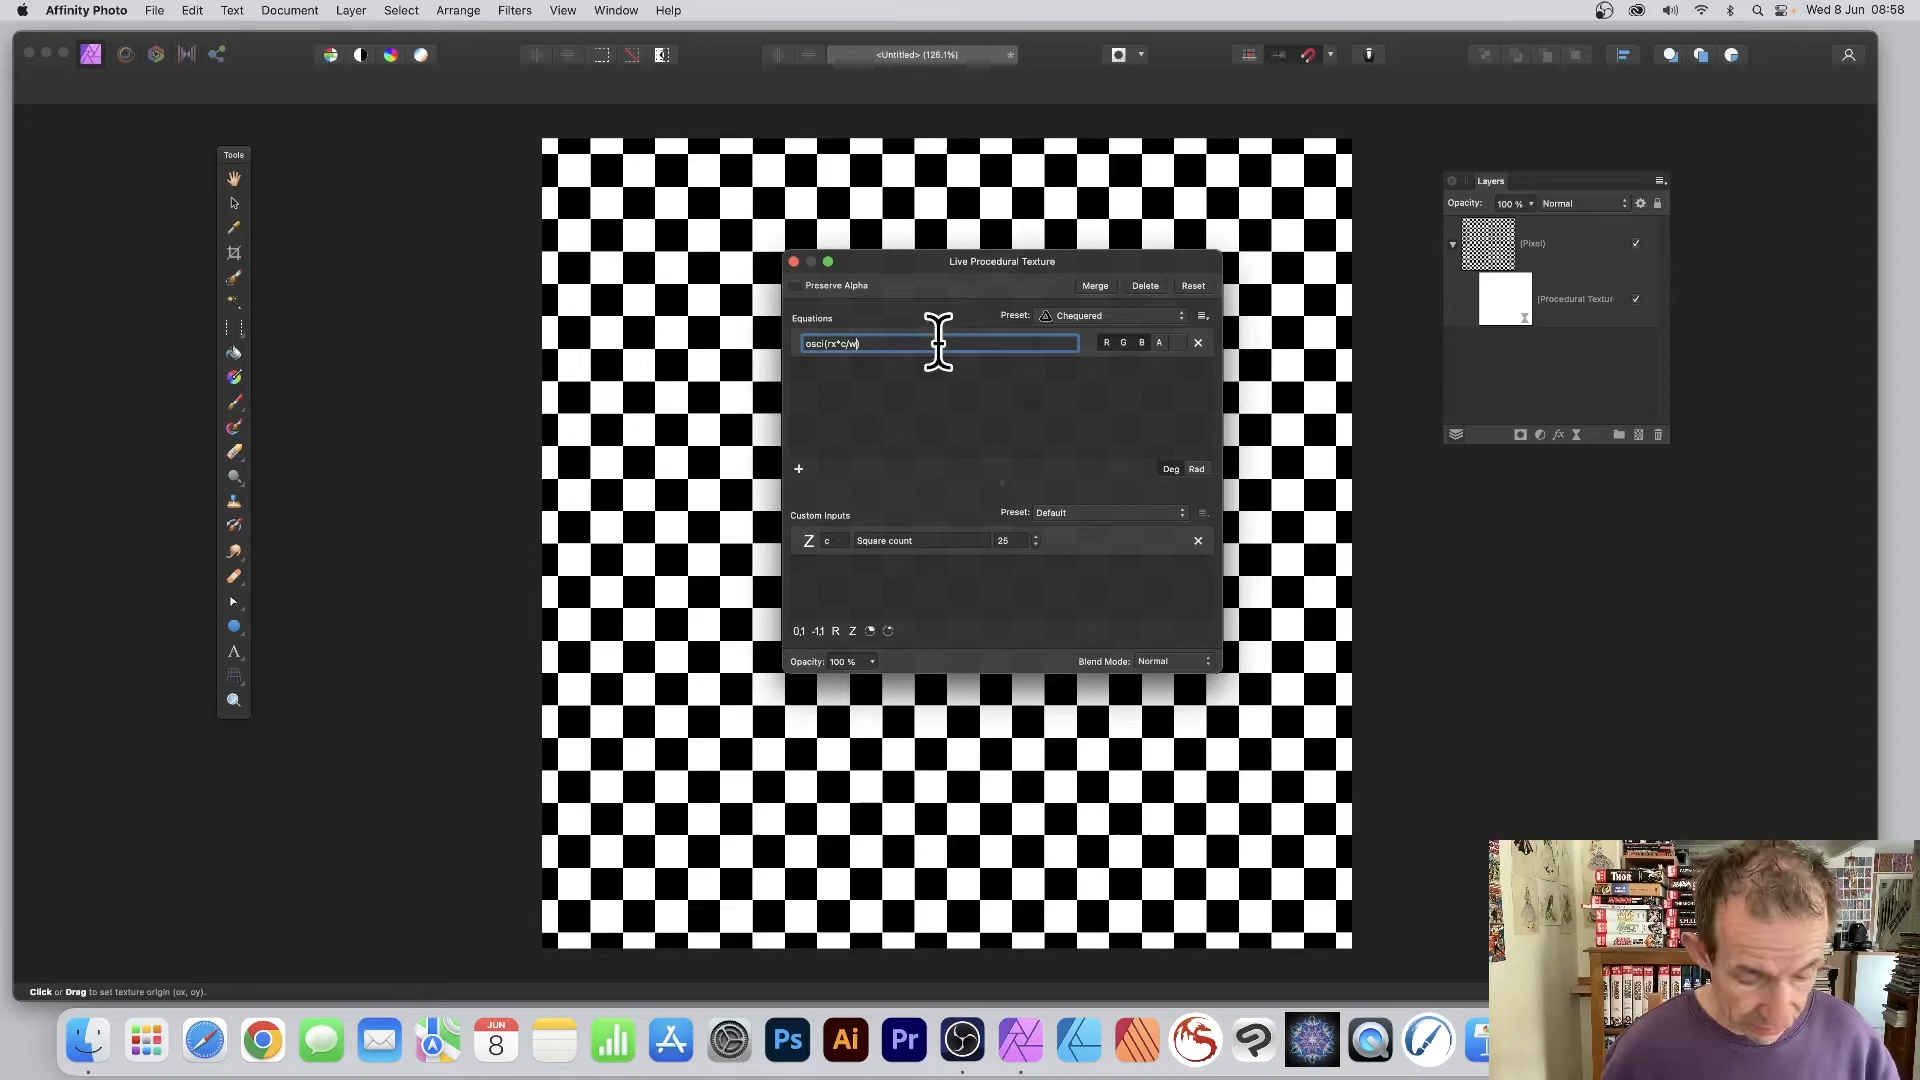 Affinity Photo File Edit Text Document Layer Select Arrange Filters View Window Help Wed 8 Jun 08:58
<Untitled> (126.1%) *
Tools
Layers
Opacity: 100 % Normal
(Pixel)
(Procedural Textur
Live Procedural Texture
Preserve Alpha Merge Delete Reset
Equations Preset: Chequered
osci(rx*c/w) R G B A
Deg Rad
Custom Inputs Preset: Default
Z c Square count 25
0,1 -1,1 R Z
Opacity: 100 % Blend Mode: Normal
Click or Drag to set texture origin (ox, oy).
JUN
8
Ps Ai Pr
THOR